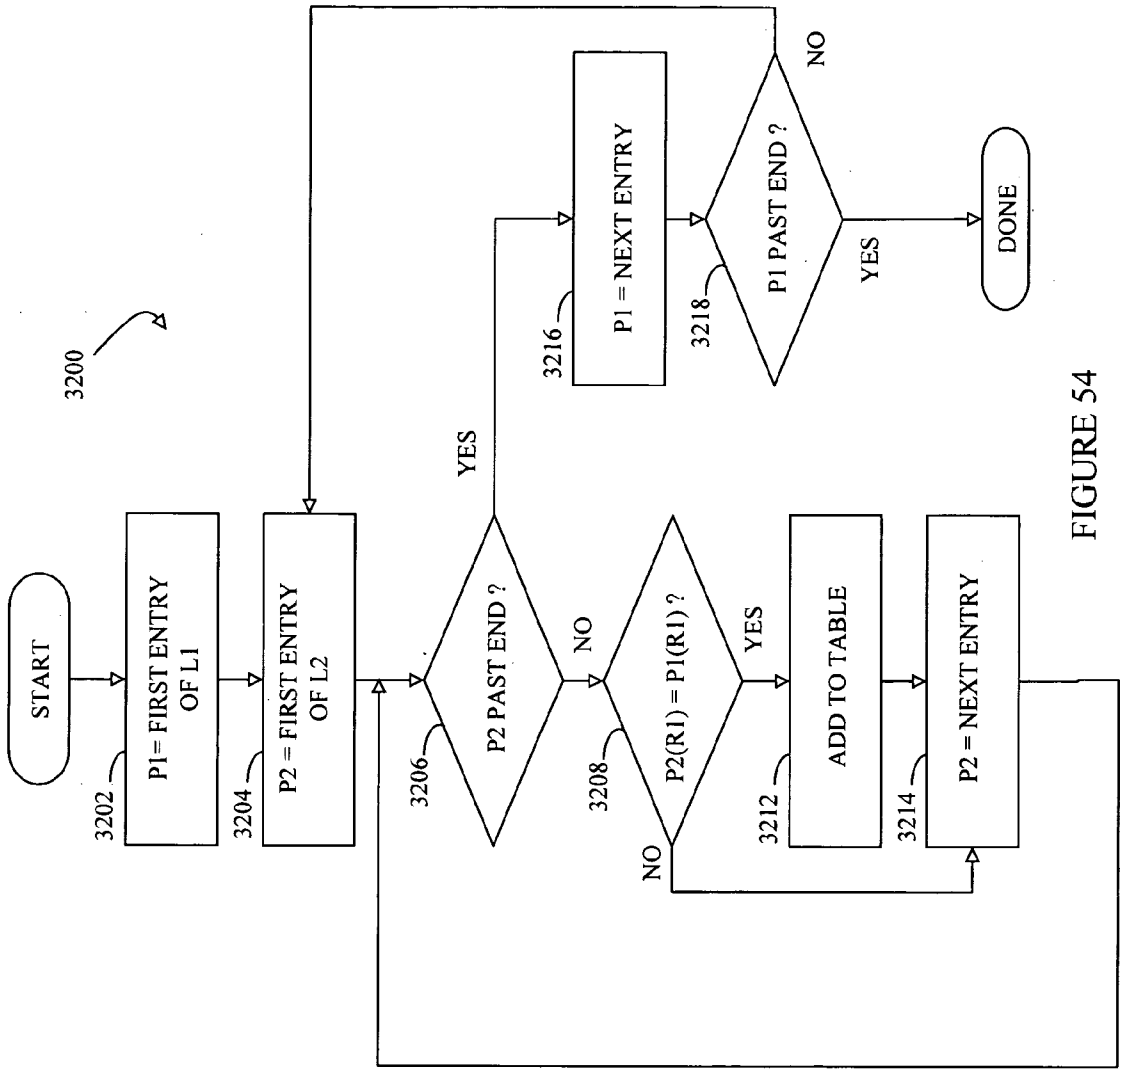 3200
START
3202
P1= FIRST ENTRY
OF L1
3204
P2 = FIRST ENTRY
OF L2
3206
P2 PAST END ?
YES
NO
3208
P2(R1) = P1(R1) ?
NO
YES
3212
ADD TO TABLE
3214
P2 = NEXT ENTRY
3216
P1 = NEXT ENTRY
3218
P1 PAST END ?
NO
YES
DONE
FIGURE 54